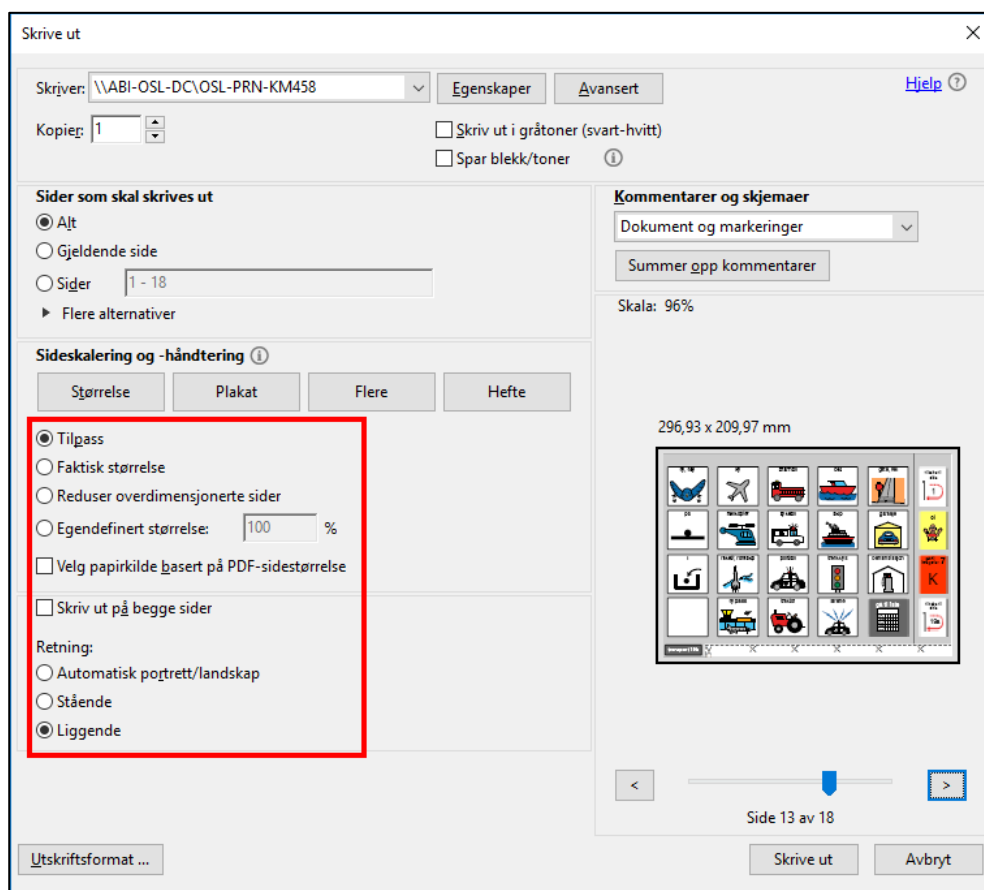 Skrive ut
Skriver: \\ABI-OSL-DC\OSL-PRN-KM458 Egenskaper Avansert Hjelp ?
Kopier: 1 Skriv ut i gråtoner (svart-hvitt)
Spar blekk/toner
Sider som skal skrives ut
Alt
Gjeldende side
Sider 1 - 18
Flere alternativer
Sideskalering og -håndtering
Størrelse Plakat Flere Hefte
Tilpass
Faktisk størrelse
Reduser overdimensjonerte sider
Egendefinert størrelse: 100 %
Velg papirkilde basert på PDF-sidestørrelse
Skriv ut på begge sider
Retning:
Automatisk portrett/landskap
Stående
Liggende
Kommentarer og skjemaer
Dokument og markeringer
Summer opp kommentarer
Skala: 96%
296,93 x 209,97 mm
1
K
< >
Side 13 av 18
Utskriftsformat ... Skrive ut Avbryt